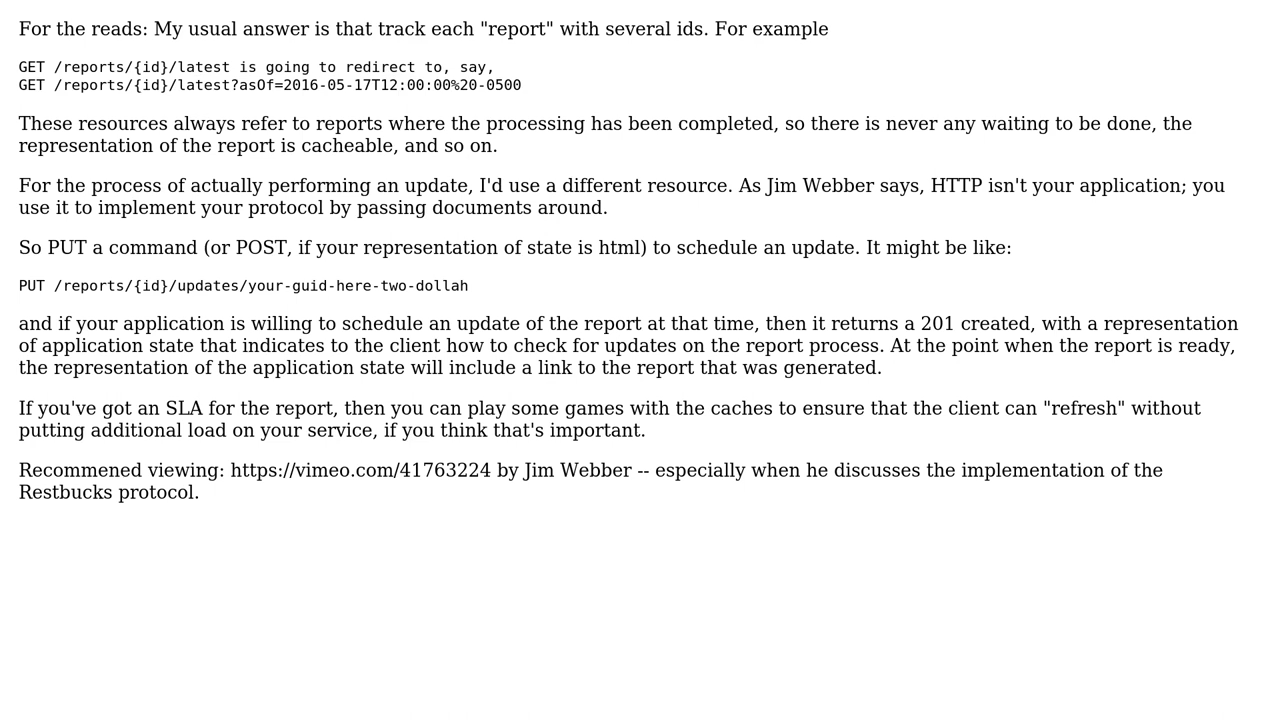 For the reads: My usual answer is that track each "report" with several ids. For example
GET /reports/{id}/latest is going to redirect to, say,
GET /reports/{id}/latest?asOf=2016-05-17T12:00:00%20-0500
These resources always refer to reports where the processing has been completed, so there is never any waiting to be done, the
representation of the report is cacheable, and so on.
For the process of actually performing an update, I'd use a different resource. As Jim Webber says, HTTP isn't your application; you
use it to implement your protocol by passing documents around.
So PUT a command (or POST, if your representation of state is html) to schedule an update. It might be like:
PUT /reports/{id}/updates/your-guid-here-two-dollah
and if your application is willing to schedule an update of the report at that time, then it returns a 201 created, with a representation
of application state that indicates to the client how to check for updates on the report process. At the point when the report is ready,
the representation of the application state will include a link to the report that was generated.
If you've got an SLA for the report, then you can play some games with the caches to ensure that the client can "refresh" without
putting additional load on your service, if you think that's important.
Recommened viewing: https://vimeo.com/41763224 by Jim Webber -- especially when he discusses the implementation of the
Restbucks protocol.